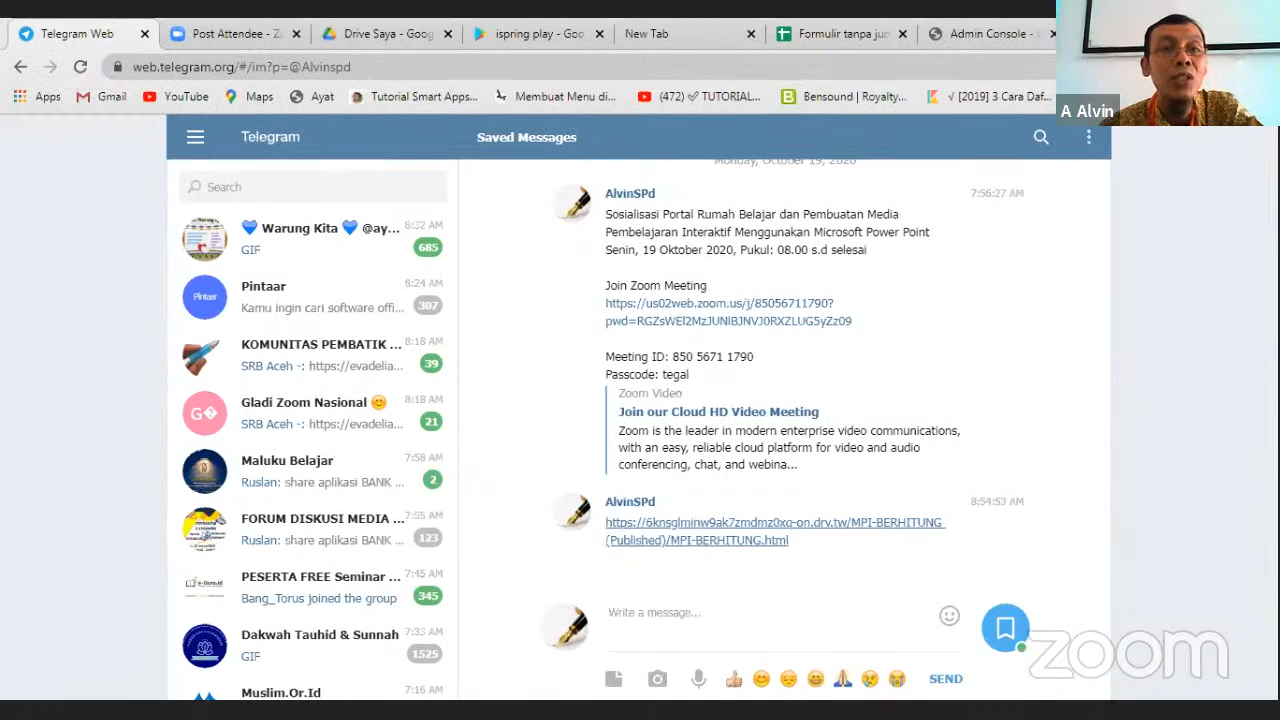 Telegram Web
Post Attendee - Zo
Drive Saya - Goog
ispring play - Goo
New Tab
Formulir tanpa jud
Admin Console -
web.telegram.org/#/im?p=@Alvinspd
Apps
Gmail
YouTube
Maps
Ayat
Tutorial Smart Apps...
Membuat Menu di...
(472) ✅ TUTORIAL...
Bensound | Royalty...
√ [2019] 3 Cara Daf...
A Alvin
Telegram
Saved Messages
Search
Monday, October 19, 2020
💙 Warung Kita 💙 @ay... 8:32 AM
GIF 685
Pintaar
Pintaar 8:24 AM
Kamu ingin cari software offi... 307
KOMUNITAS PEMBATIK ... 8:18 AM
SRB Aceh -: https://evadelia... 39
Gladi Zoom Nasional 😊 8:18 AM
SRB Aceh -: https://evadelia... 21
Maluku Belajar 7:58 AM
Ruslan: share aplikasi BANK ... 2
FORUM DISKUSI MEDIA ... 7:55 AM
Ruslan: share aplikasi BANK ... 123
PESERTA FREE Seminar ... 7:45 AM
Bang_Torus joined the group 345
Dakwah Tauhid & Sunnah 7:33 AM
GIF 1525
Muslim.Or.Id 7:16 AM
AlvinSPd 7:56:27 AM
Sosialisasi Portal Rumah Belajar dan Pembuatan Media
Pembelajaran Interaktif Menggunakan Microsoft Power Point
Senin, 19 Oktober 2020, Pukul: 08.00 s.d selesai
Join Zoom Meeting
https://us02web.zoom.us/j/85056711790?
pwd=RGZsWEl2MzJUNlBJNVJ0RXZLUG5yZz09
Meeting ID: 850 5671 1790
Passcode: tegal
Zoom Video
Join our Cloud HD Video Meeting
Zoom is the leader in modern enterprise video communications,
with an easy, reliable cloud platform for video and audio
conferencing, chat, and webina...
AlvinSPd 8:54:53 AM
https://6knsglminw9ak7zmdmz0xq-on.drv.tw/MPI-BERHITUNG
(Published)/MPI-BERHITUNG.html
Write a message...
SEND
zoom